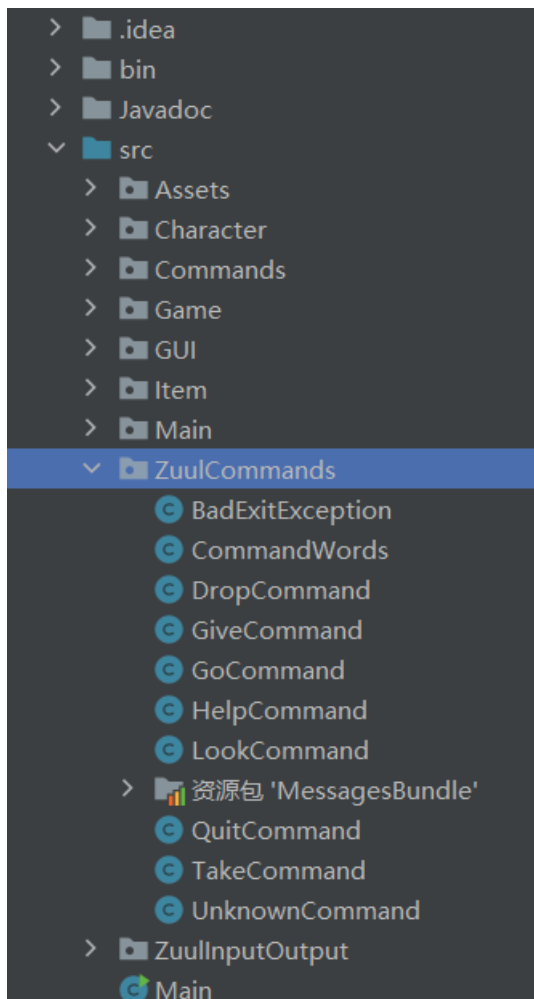 .idea
bin
Javadoc
src
Assets
Character
Commands
Game
GUI
Item
Main
ZuulCommands
BadExitException
CommandWords
DropCommand
GiveCommand
GoCommand
HelpCommand
LookCommand
资源包 'MessagesBundle'
QuitCommand
TakeCommand
UnknownCommand
ZuulInputOutput
Main